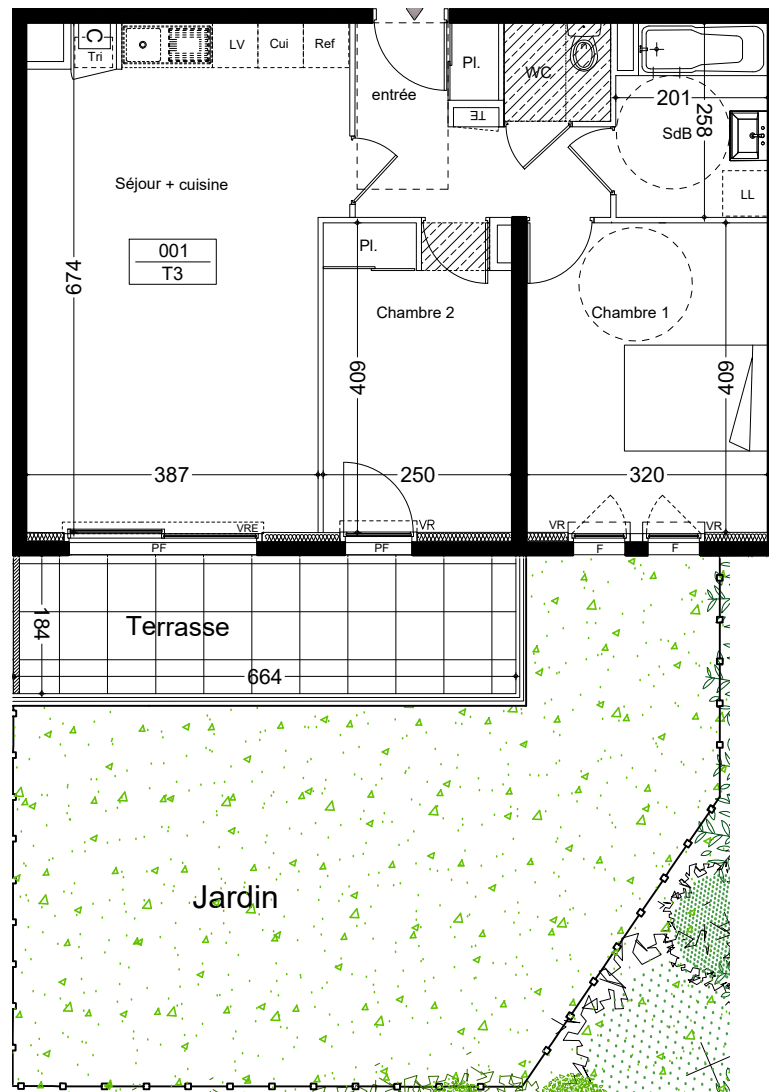 C
Tri
LV
Cui
Ref
entrée
Pl.
TE
WC
201
258
SdB
LL
Séjour + cuisine
001
T3
674
Pl.
Chambre 2
Chambre 1
409
409
387
250
320
VRE
VR
VR
VR
PF
PF
F
F
184
Terrasse
664
Jardin